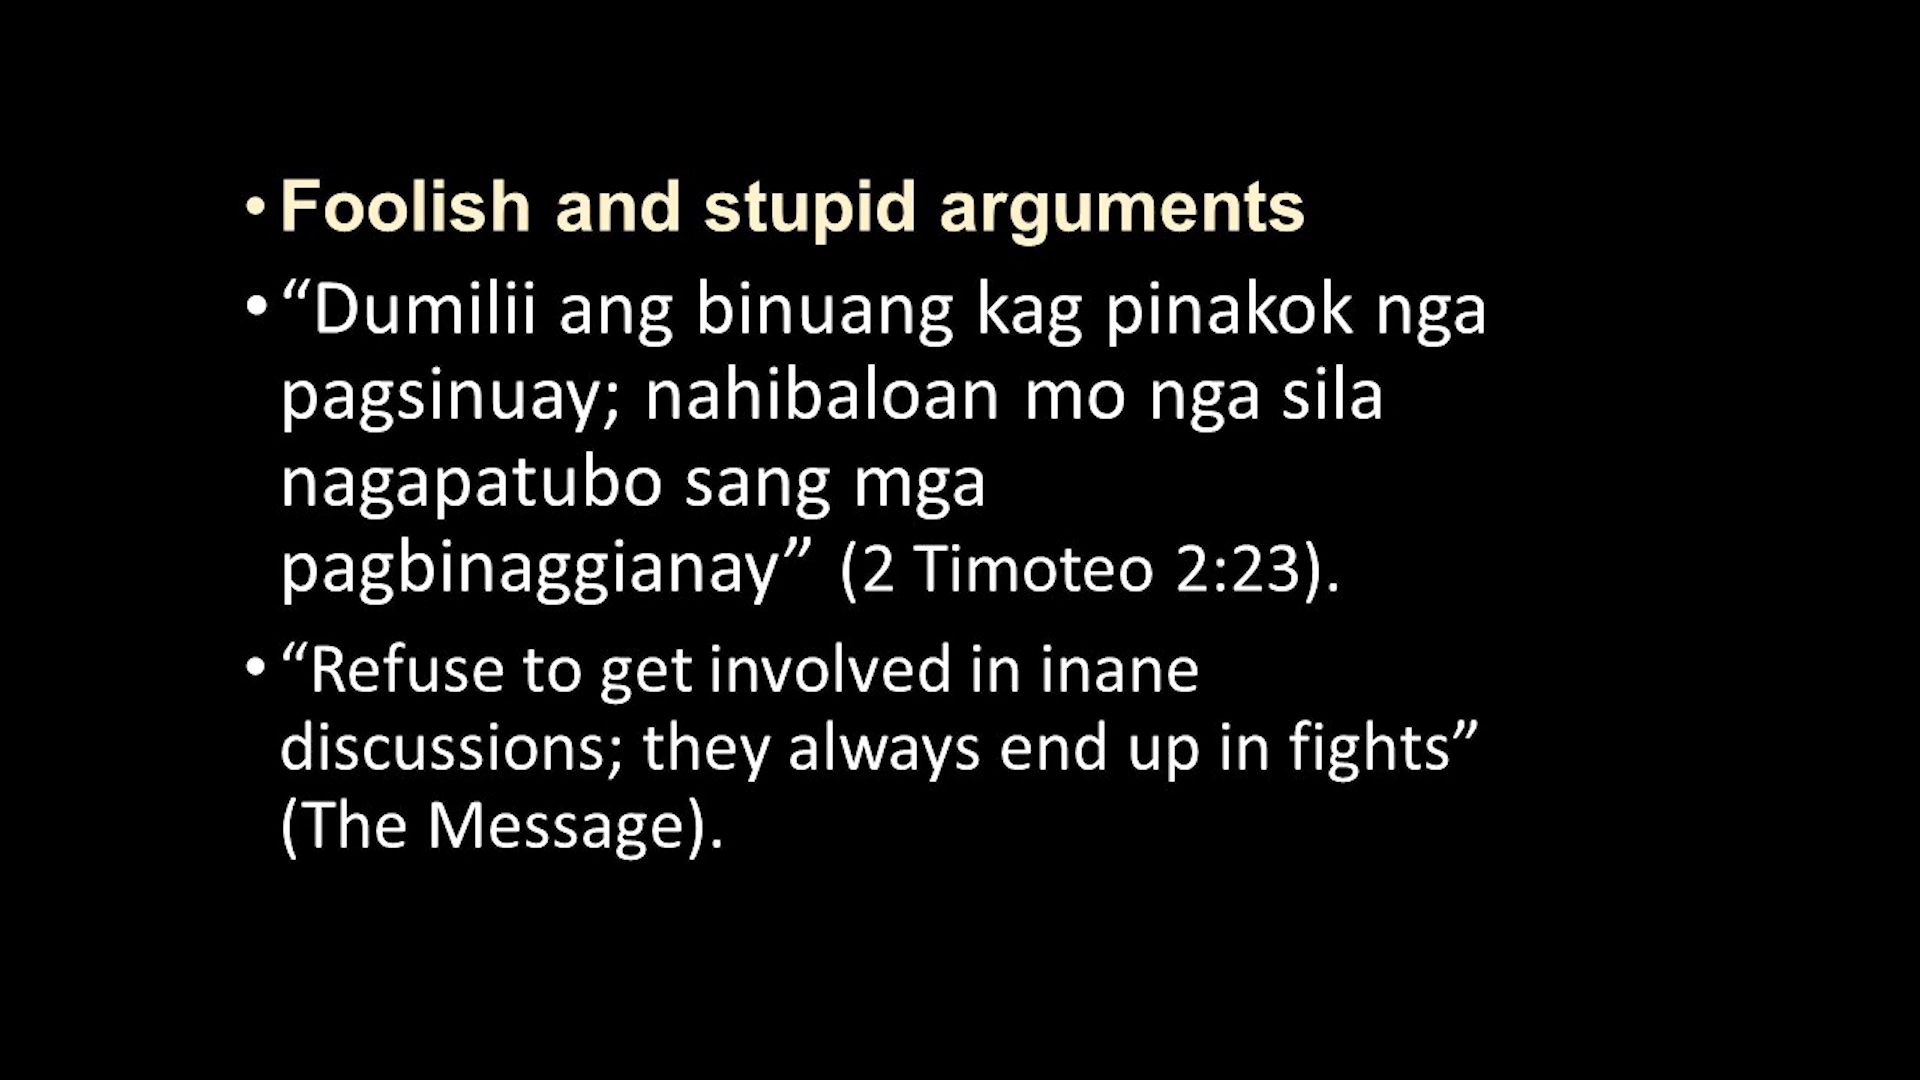 • Foolish and stupid arguments
• “Dumilii ang binuang kag pinakok nga
pagsinuay; nahibaloan mo nga sila
nagapatubo sang mga
pagbinaggianay” (2 Timoteo 2:23).
• “Refuse to get involved in inane
discussions; they always end up in fights”
(The Message).